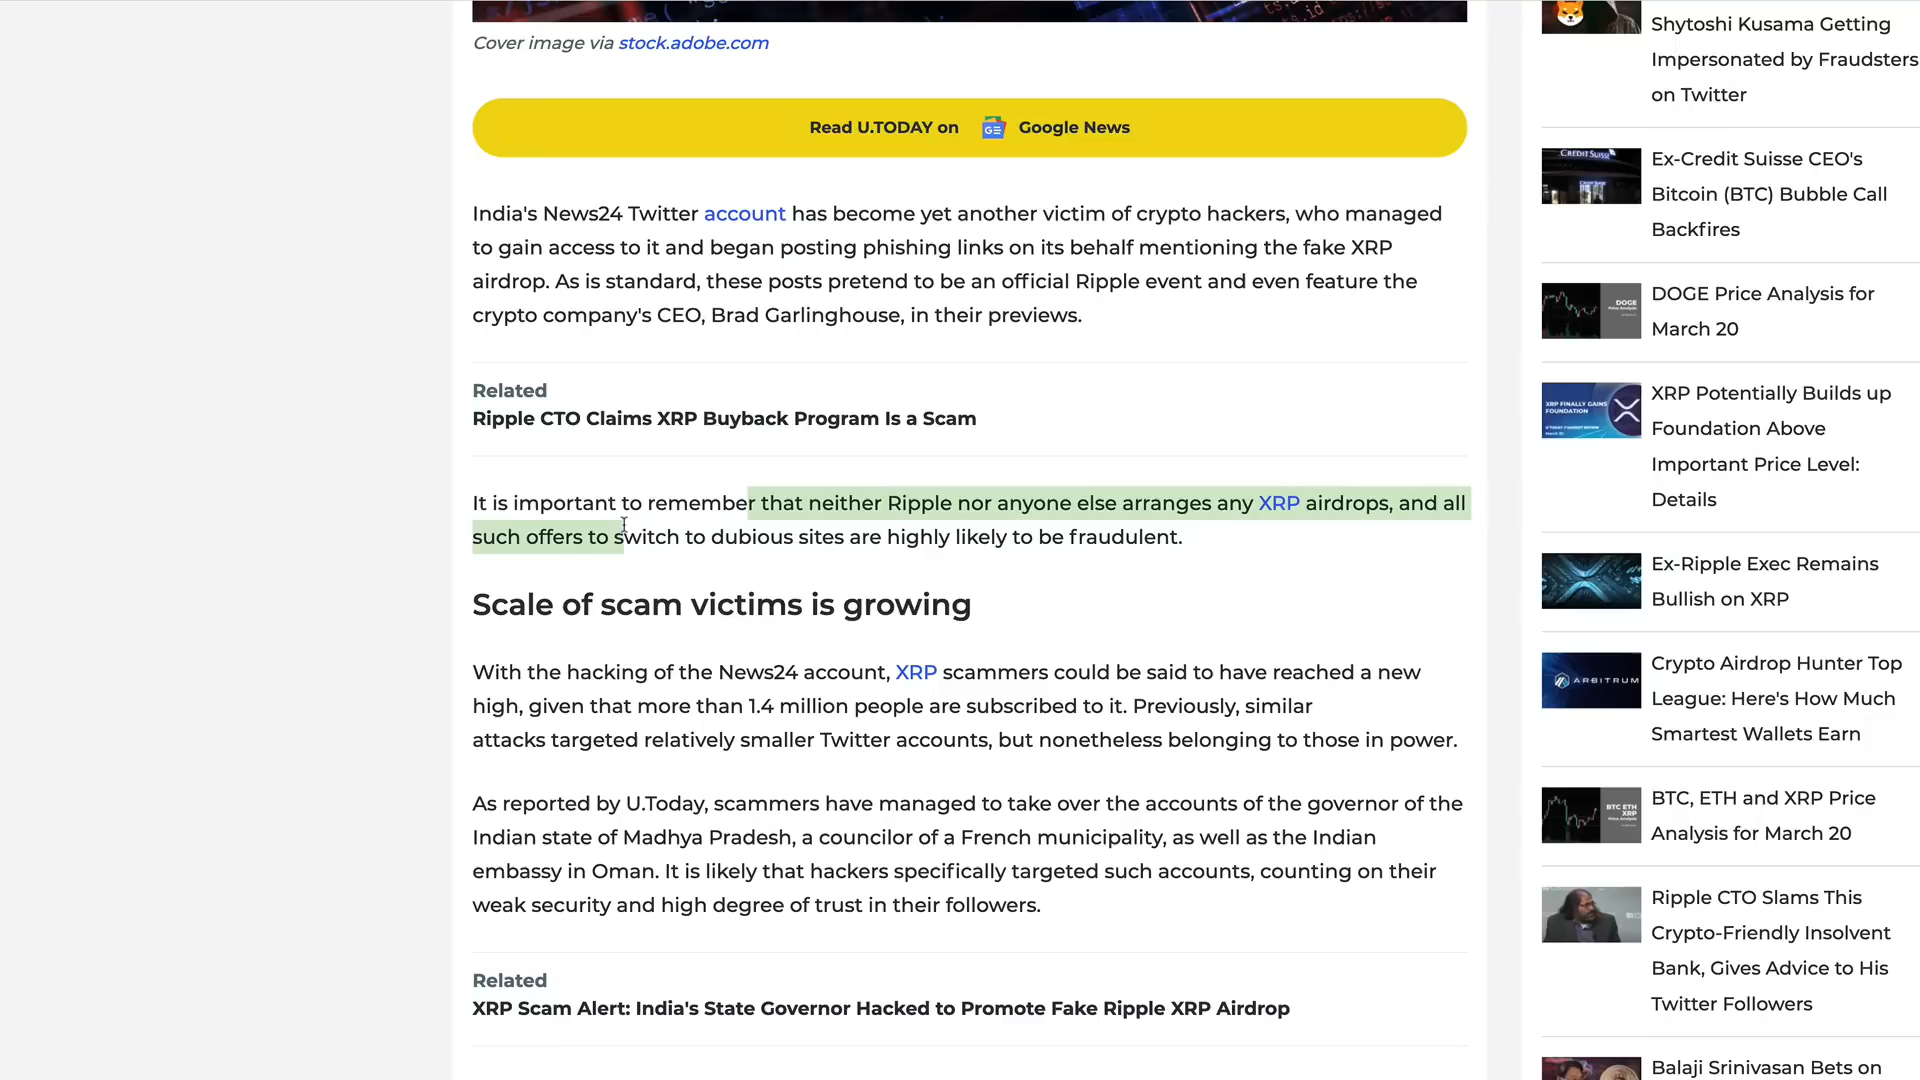 Cover image via stock.adobe.com
Read U.TODAY on GE Google News
India's News24 Twitter account has become yet another victim of crypto hackers, who managed
to gain access to it and began posting phishing links on its behalf mentioning the fake XRP
airdrop. As is standard, these posts pretend to be an official Ripple event and even feature the
crypto company's CEO, Brad Garlinghouse, in their previews.
Related
Ripple CTO Claims XRP Buyback Program Is a Scam
It is important to remember that neither Ripple nor anyone else arranges any XRP airdrops, and all
such offers to switch to dubious sites are highly likely to be fraudulent.
Scale of scam victims is growing
With the hacking of the News24 account, XRP scammers could be said to have reached a new
high, given that more than 1.4 million people are subscribed to it. Previously, similar
attacks targeted relatively smaller Twitter accounts, but nonetheless belonging to those in power.
As reported by U.Today, scammers have managed to take over the accounts of the governor of the
Indian state of Madhya Pradesh, a councilor of a French municipality, as well as the Indian
embassy in Oman. It is likely that hackers specifically targeted such accounts, counting on their
weak security and high degree of trust in their followers.
Related
XRP Scam Alert: India's State Governor Hacked to Promote Fake Ripple XRP Airdrop
Shytoshi Kusama Getting
Impersonated by Fraudsters
on Twitter
CREDIT SUISSE
Ex-Credit Suisse CEO's
Bitcoin (BTC) Bubble Call
Backfires
DOGE
DOGE Price Analysis for
March 20
XRP FINALLY GAINS
FOUNDATION
XRP Potentially Builds up
Foundation Above
Important Price Level:
Details
Ex-Ripple Exec Remains
Bullish on XRP
ARBITRUM
Crypto Airdrop Hunter Top
League: Here's How Much
Smartest Wallets Earn
BTC ETH
XRP
BTC, ETH and XRP Price
Analysis for March 20
Ripple CTO Slams This
Crypto-Friendly Insolvent
Bank, Gives Advice to His
Twitter Followers
Balaji Srinivasan Bets on